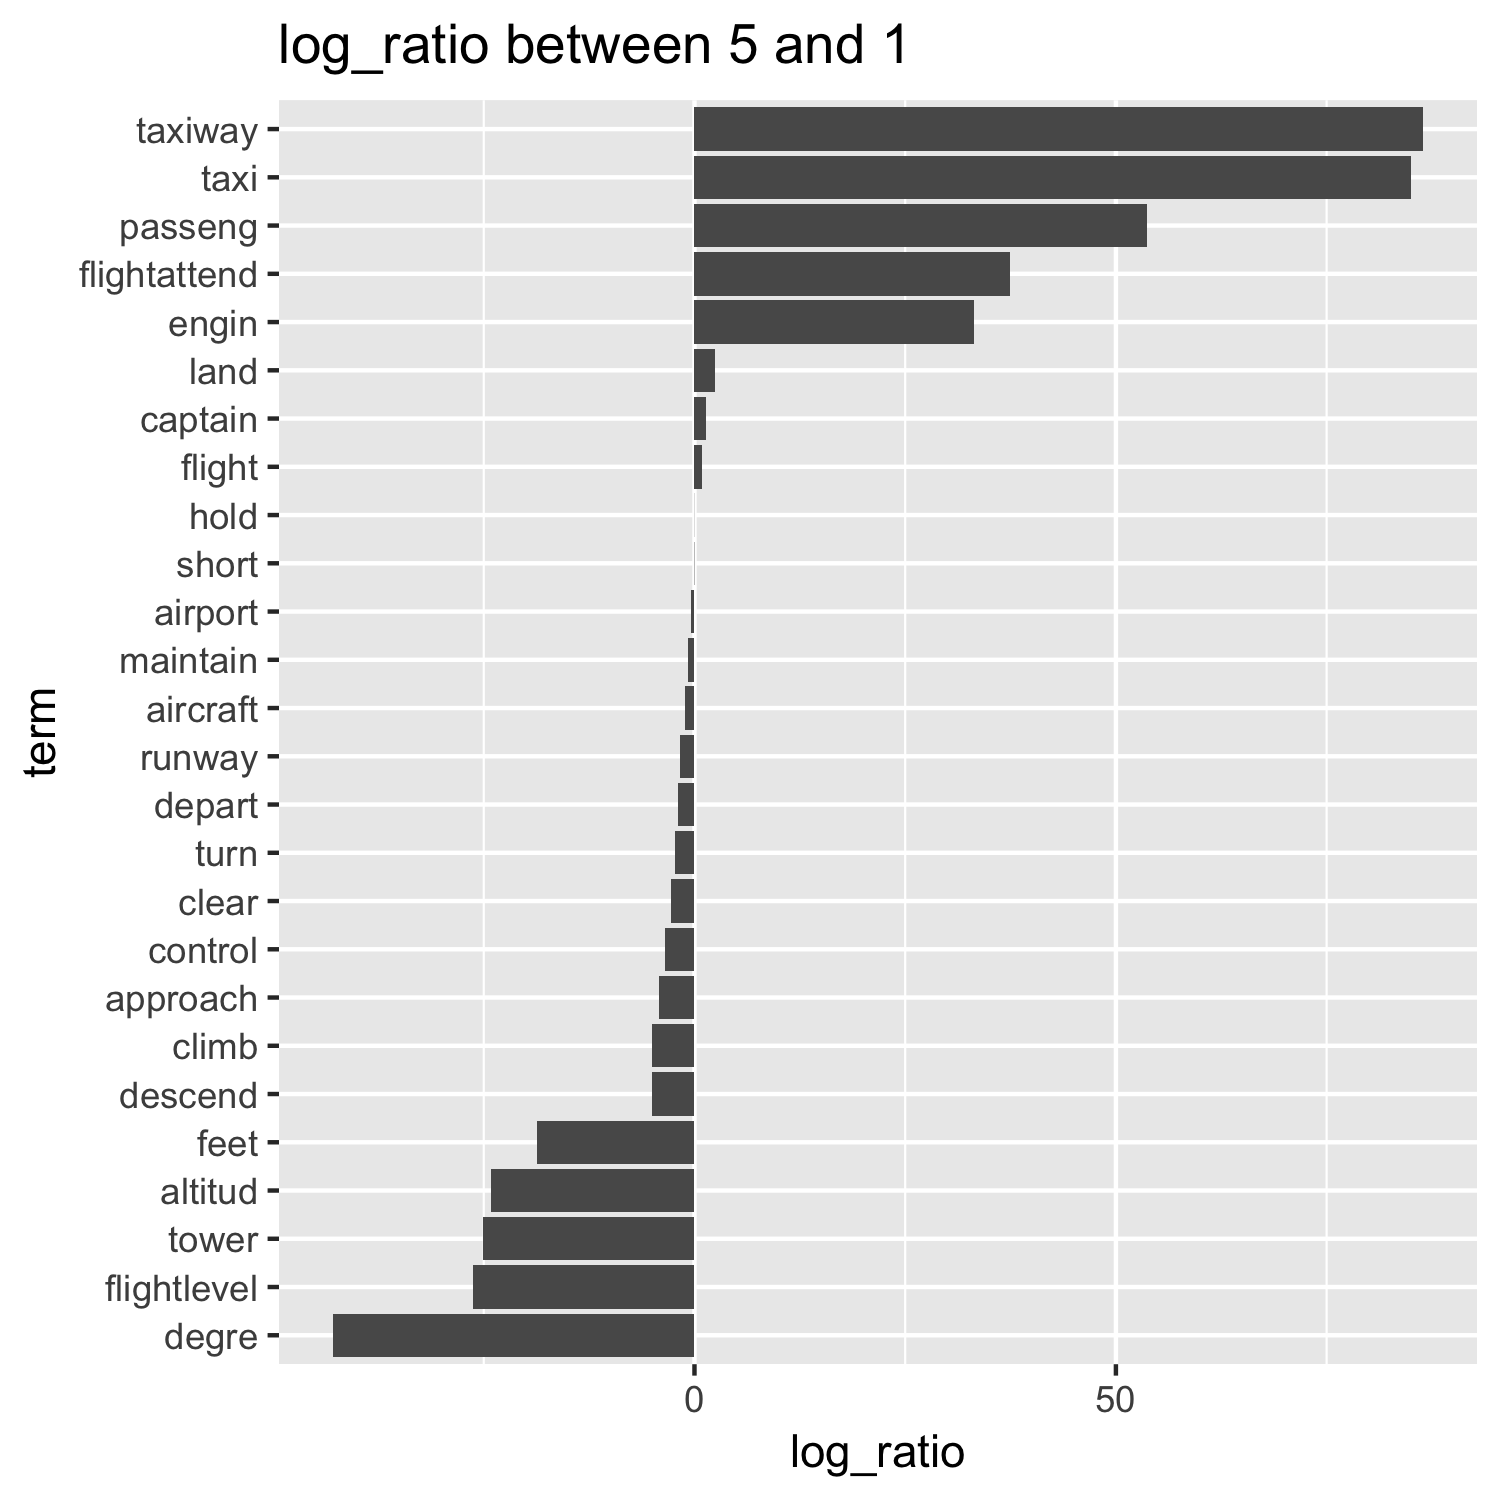 log_ratio between 5 and 1
taxiway
taxi
passeng
flightattend
engin
land
captain
flight
hold
short
airport
maintain
aircraft
runway
depart
turn
clear
control
approach
climb
descend
feet
altitud
tower
flightlevel
degre
term
0 50
log_ratio